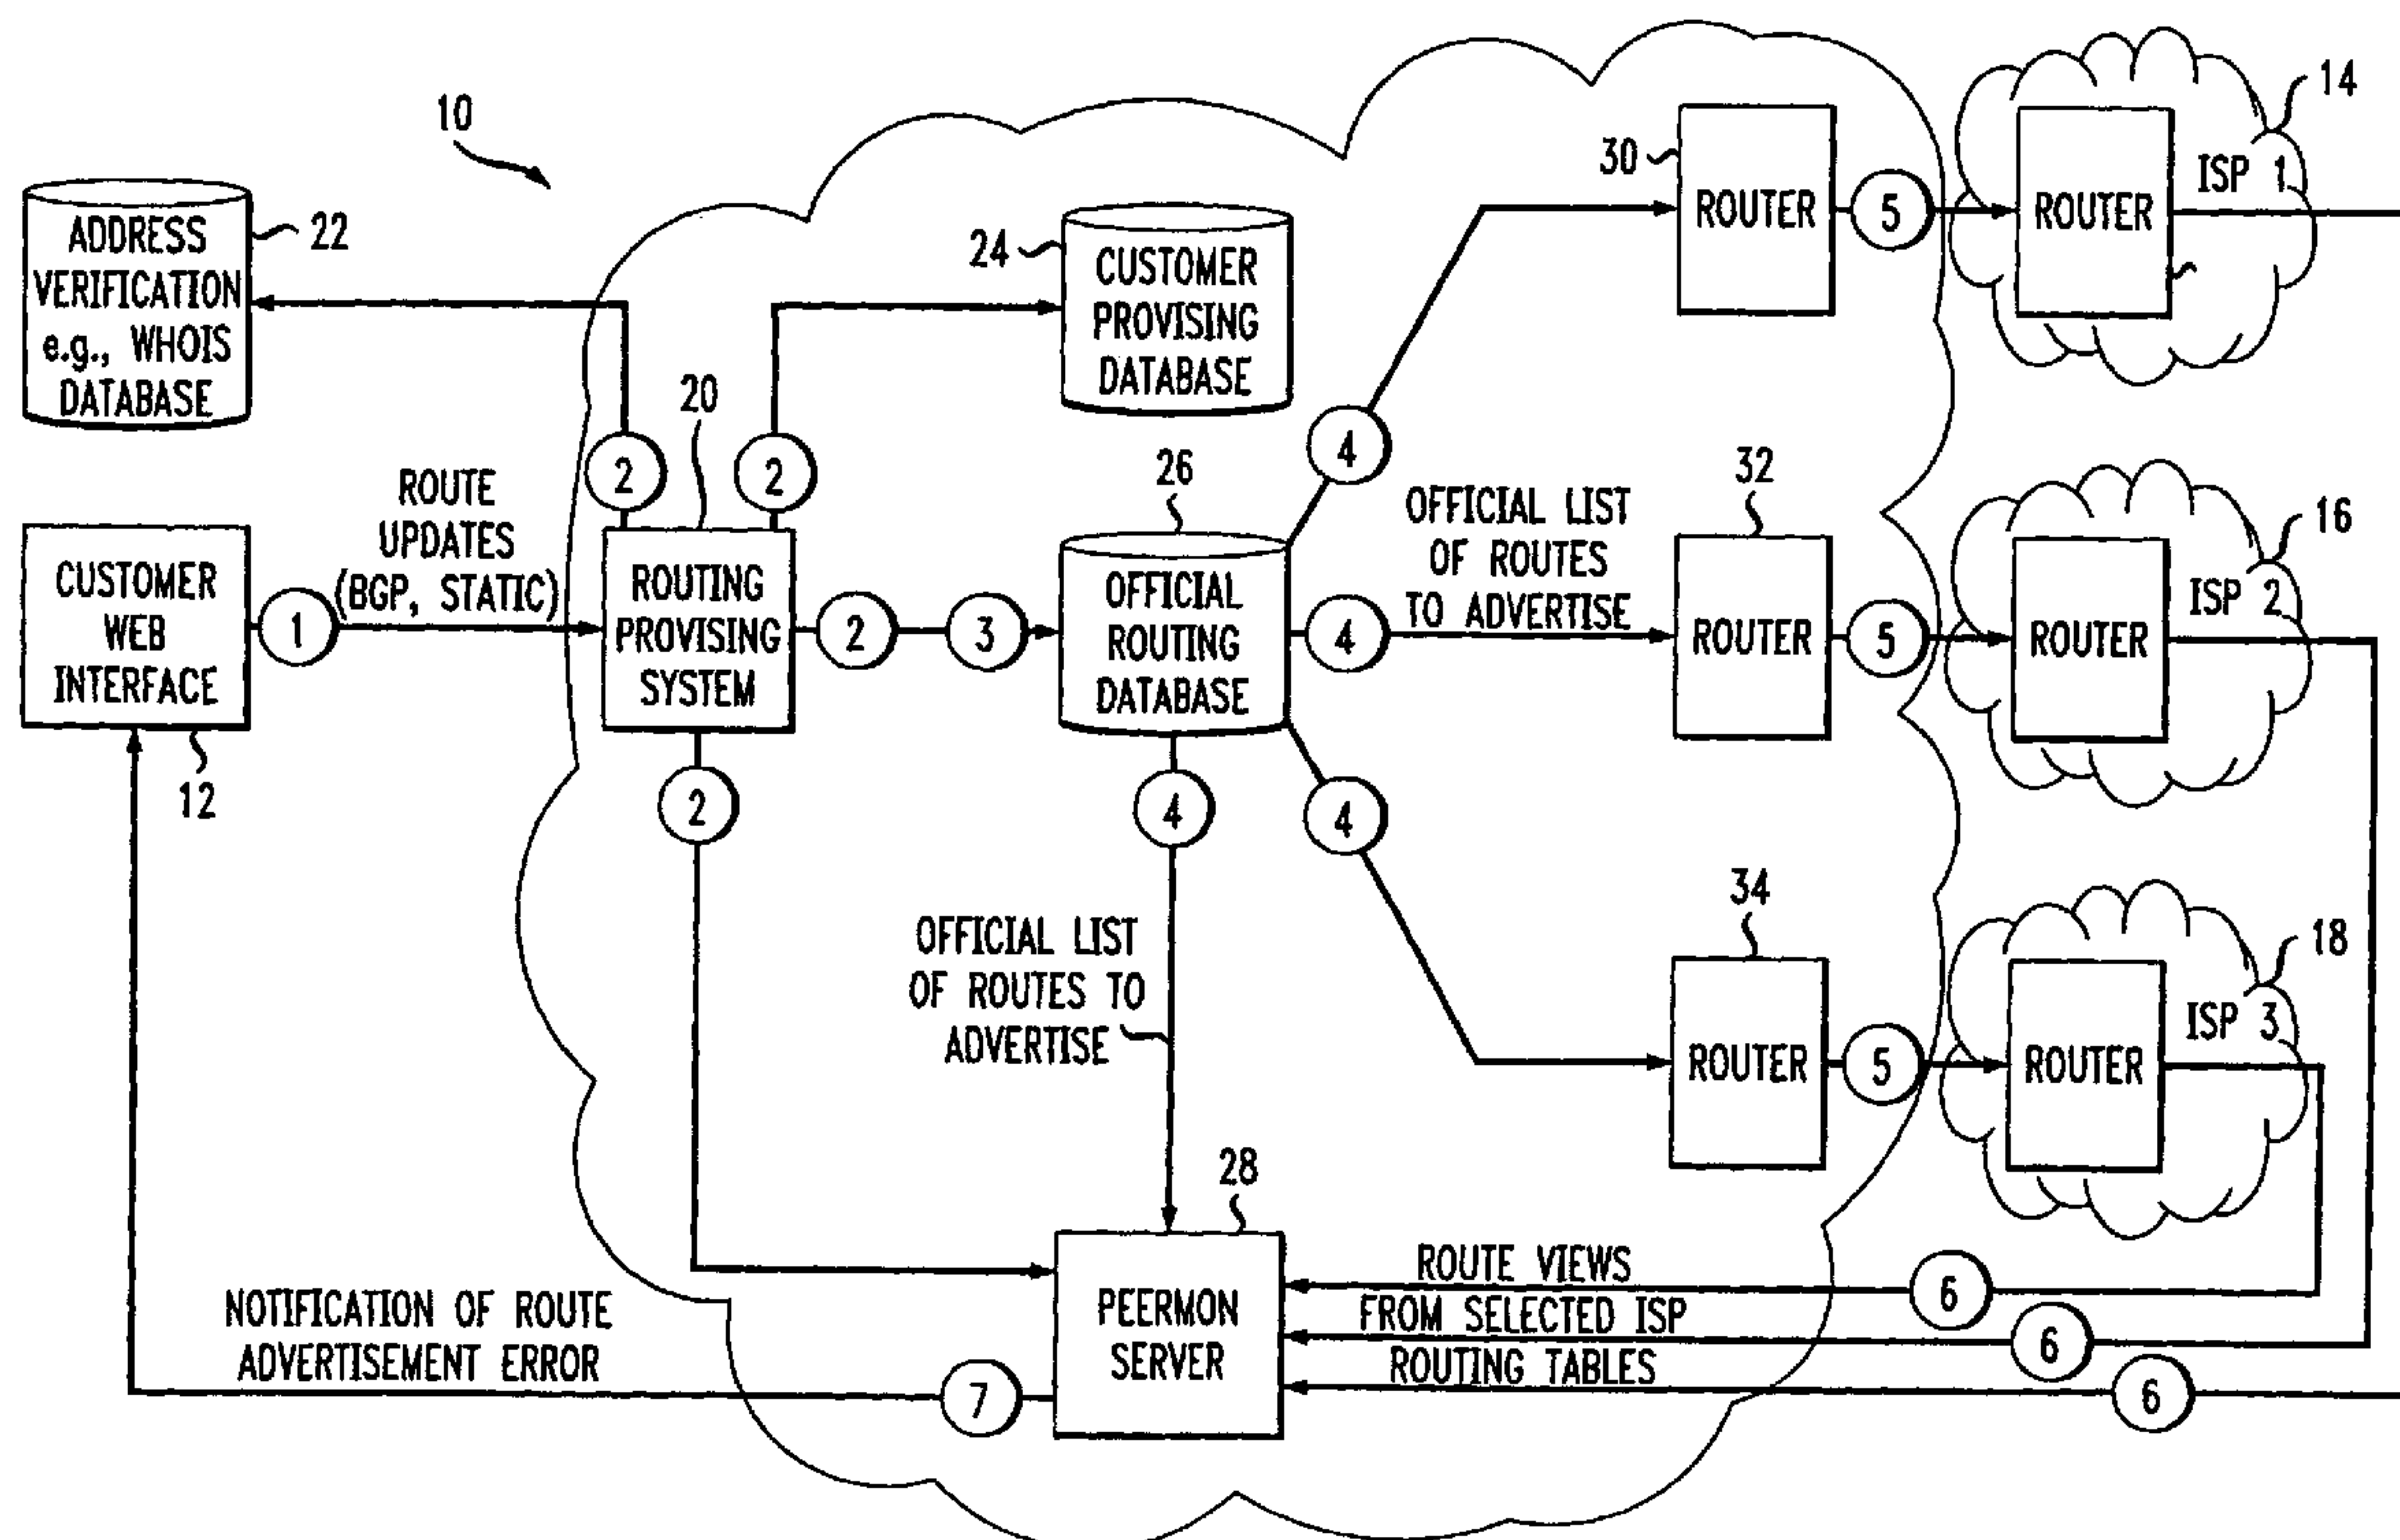 10
14
22
ADDRESS
VERIFICATION
e.g., WHOIS
DATABASE
24
CUSTOMER
PROVISING
DATABASE
30
ROUTER
5
ROUTER
ISP 1
20
2
2
4
26
32
16
ROUTE
UPDATES
(BGP, STATIC)
CUSTOMER
WEB
INTERFACE
12
1
ROUTING
PROVISING
SYSTEM
2
3
OFFICIAL
ROUTING
DATABASE
4
OFFICIAL LIST
OF ROUTES
TO ADVERTISE
ROUTER
5
ROUTER
ISP 2
2
4
4
34
18
OFFICIAL LIST
OF ROUTES TO
ADVERTISE
ROUTER
5
ROUTER
ISP 3
28
PEERMON
SERVER
ROUTE VIEWS
FROM SELECTED ISP
ROUTING TABLES
6
6
6
NOTIFICATION OF ROUTE
ADVERTISEMENT ERROR
7